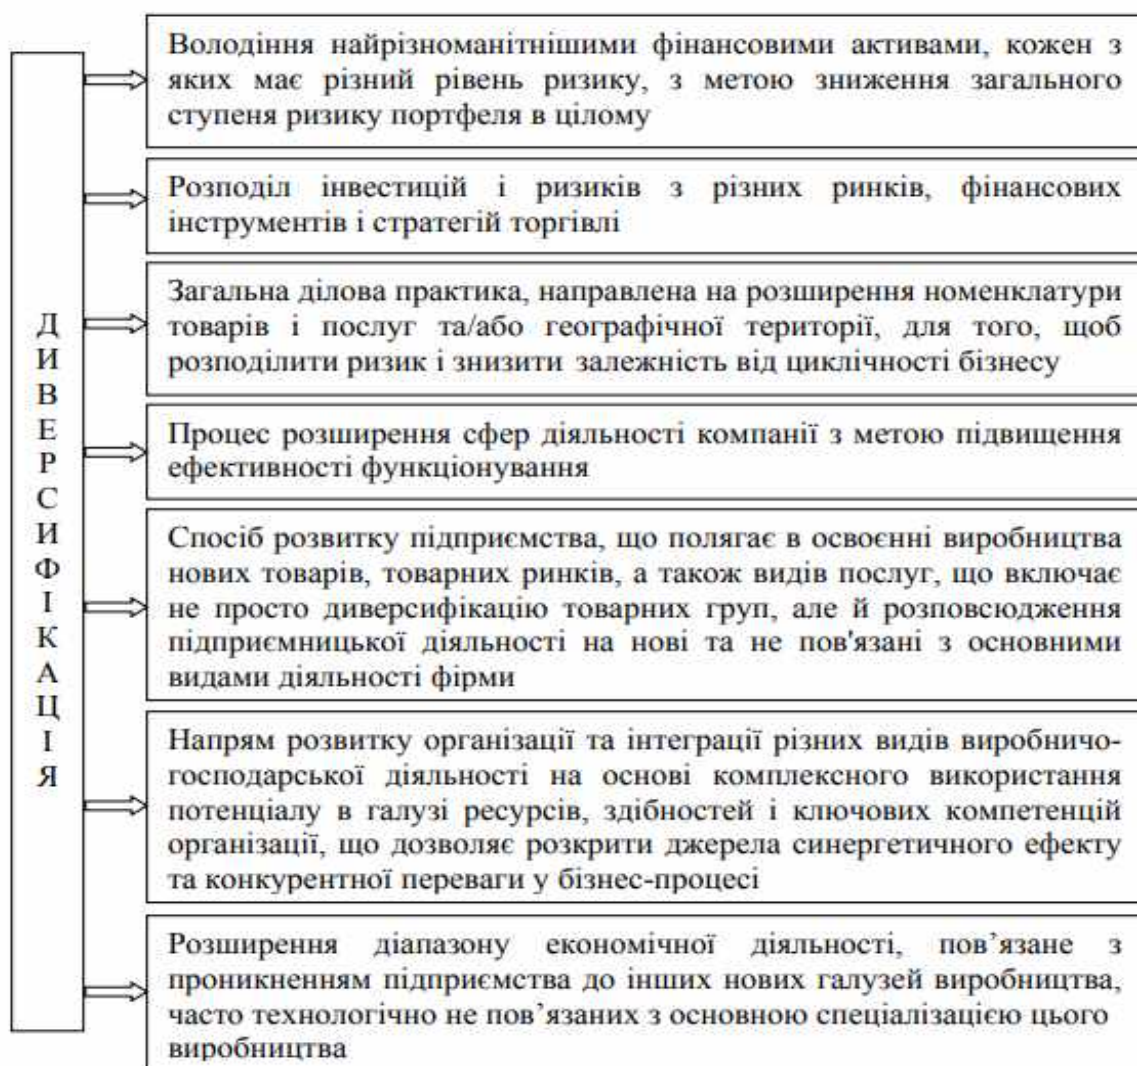 ДИВЕРСИФІКАЦІЯ
Володіння найрізноманітнішими фінансовими активами, кожен з
яких має різний рівень ризику, з метою зниження загального
ступеня ризику портфеля в цілому
Розподіл інвестицій і ризиків з різних ринків, фінансових
інструментів і стратегій торгівлі
Загальна ділова практика, направлена на розширення номенклатури
товарів і послуг та/або географічної території, для того, щоб
розподілити ризик і знизити залежність від циклічності бізнесу
Процес розширення сфер діяльності компанії з метою підвищення
ефективності функціонування
Спосіб розвитку підприємства, що полягає в освоєнні виробництва
нових товарів, товарних ринків, а також видів послуг, що включає
не просто диверсифікацію товарних груп, але й розповсюдження
підприємницької діяльності на нові та не пов'язані з основними
видами діяльності фірми
Напрям розвитку організації та інтеграції різних видів виробничо-
господарської діяльності на основі комплексного використання
потенціалу в галузі ресурсів, здібностей і ключових компетенцій
організації, що дозволяє розкрити джерела синергетичного ефекту
та конкурентної переваги у бізнес-процесі
Розширення діапазону економічної діяльності, пов’язане з
проникненням підприємства до інших нових галузей виробництва,
часто технологічно не пов’язаних з основною спеціалізацією цього
виробництва